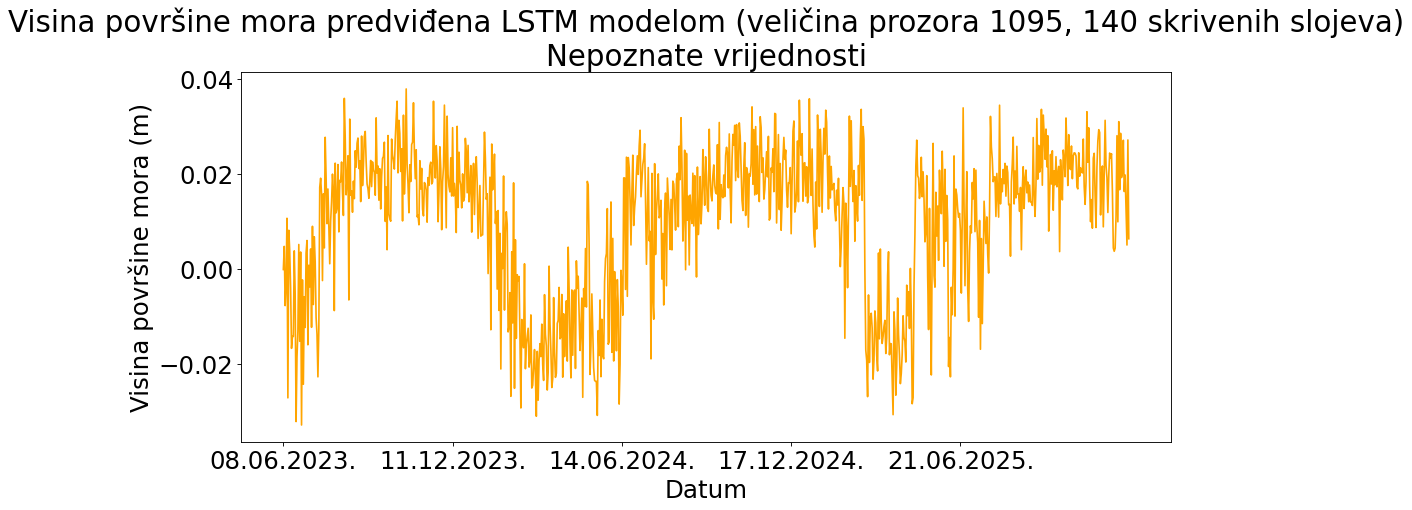 Visina površine mora predviđena LSTM modelom (veličina prozora 1095, 140 skrivenih slojeva)
Nepoznate vrijednosti
Visina površine mora (m)
0.04
0.02
0.00
−0.02
08.06.2023. 11.12.2023. 14.06.2024. 17.12.2024. 21.06.2025.
Datum